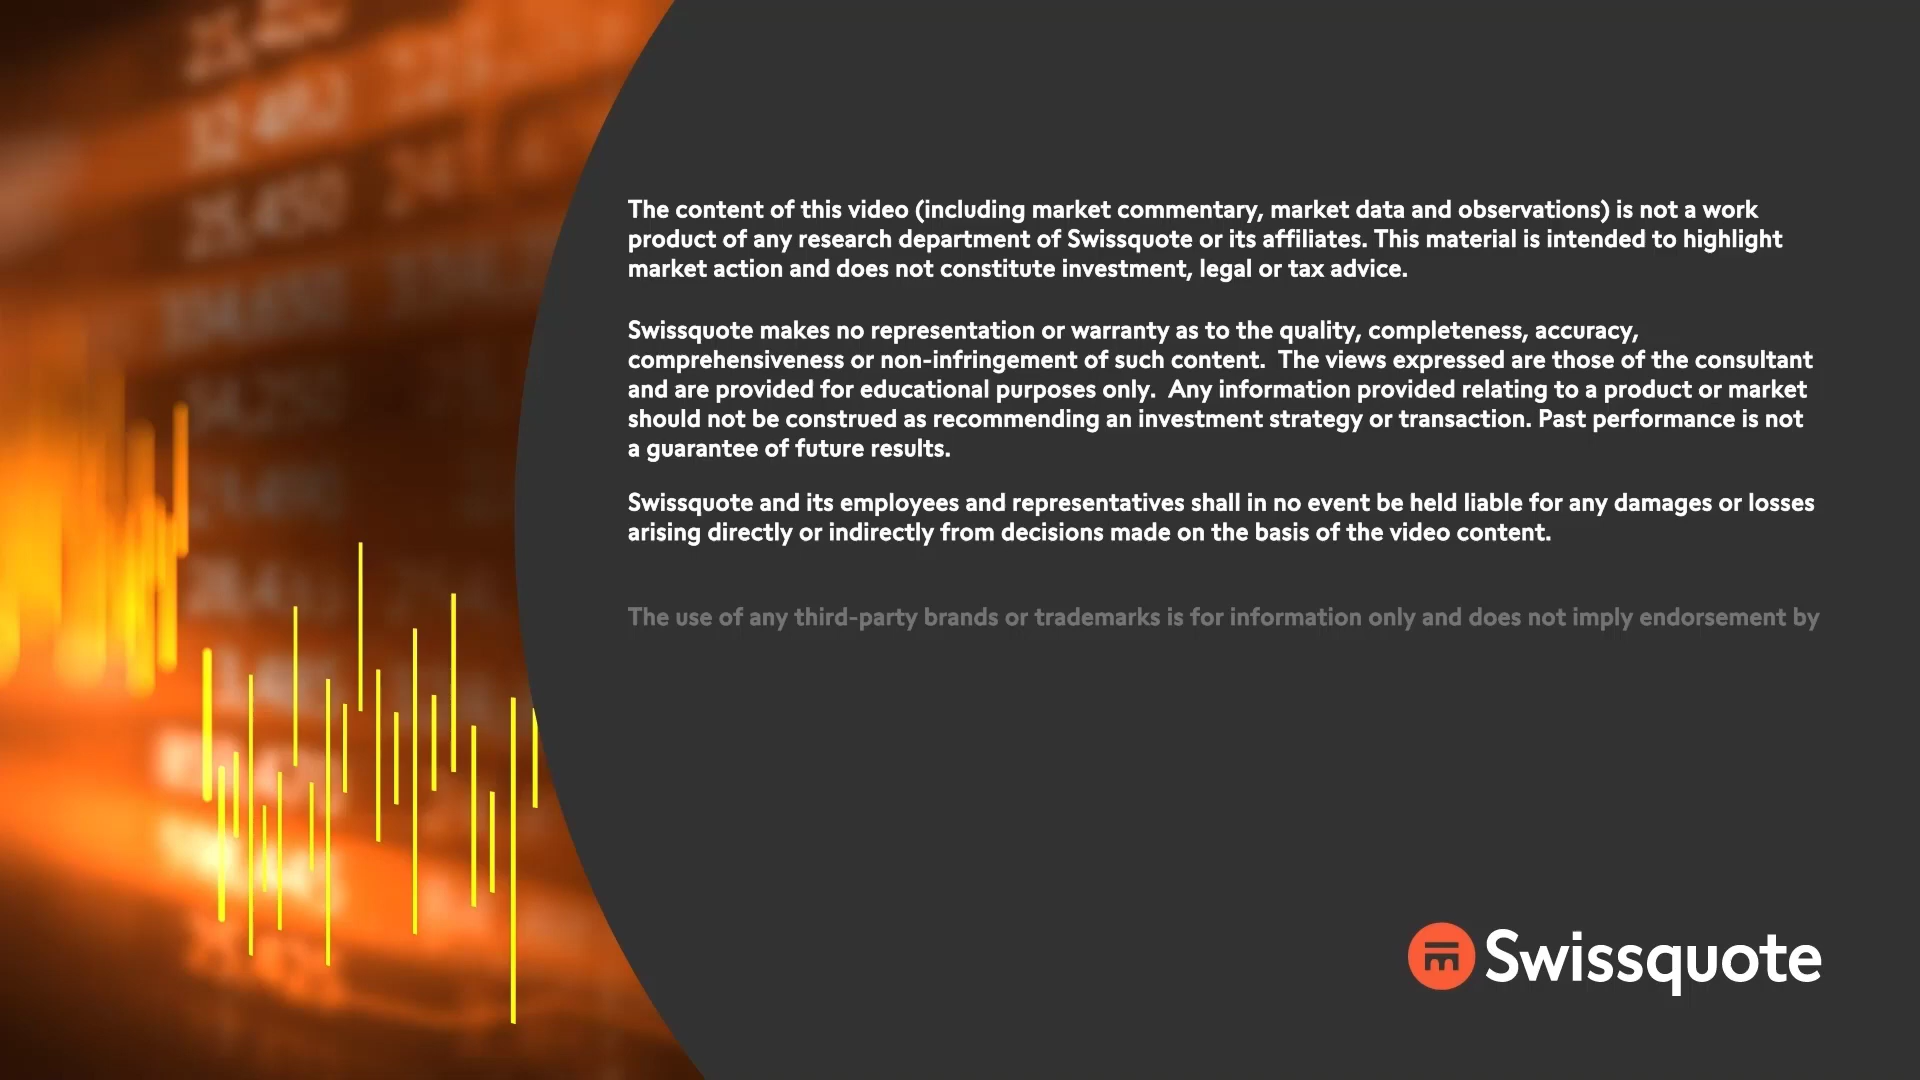 The content of this video (including market commentary, market data and observations) is not a work
product of any research department of Swissquote or its affiliates. This material is intended to highlight
market action and does not constitute investment, legal or tax advice.
Swissquote makes no representation or warranty as to the quality, completeness, accuracy,
comprehensiveness or non-infringement of such content.  The views expressed are those of the consultant
and are provided for educational purposes only.  Any information provided relating to a product or market
should not be construed as recommending an investment strategy or transaction. Past performance is not
a guarantee of future results.
Swissquote and its employees and representatives shall in no event be held liable for any damages or losses
arising directly or indirectly from decisions made on the basis of the video content.
The use of any third-party brands or trademarks is for information only and does not imply endorsement by
Swissquote